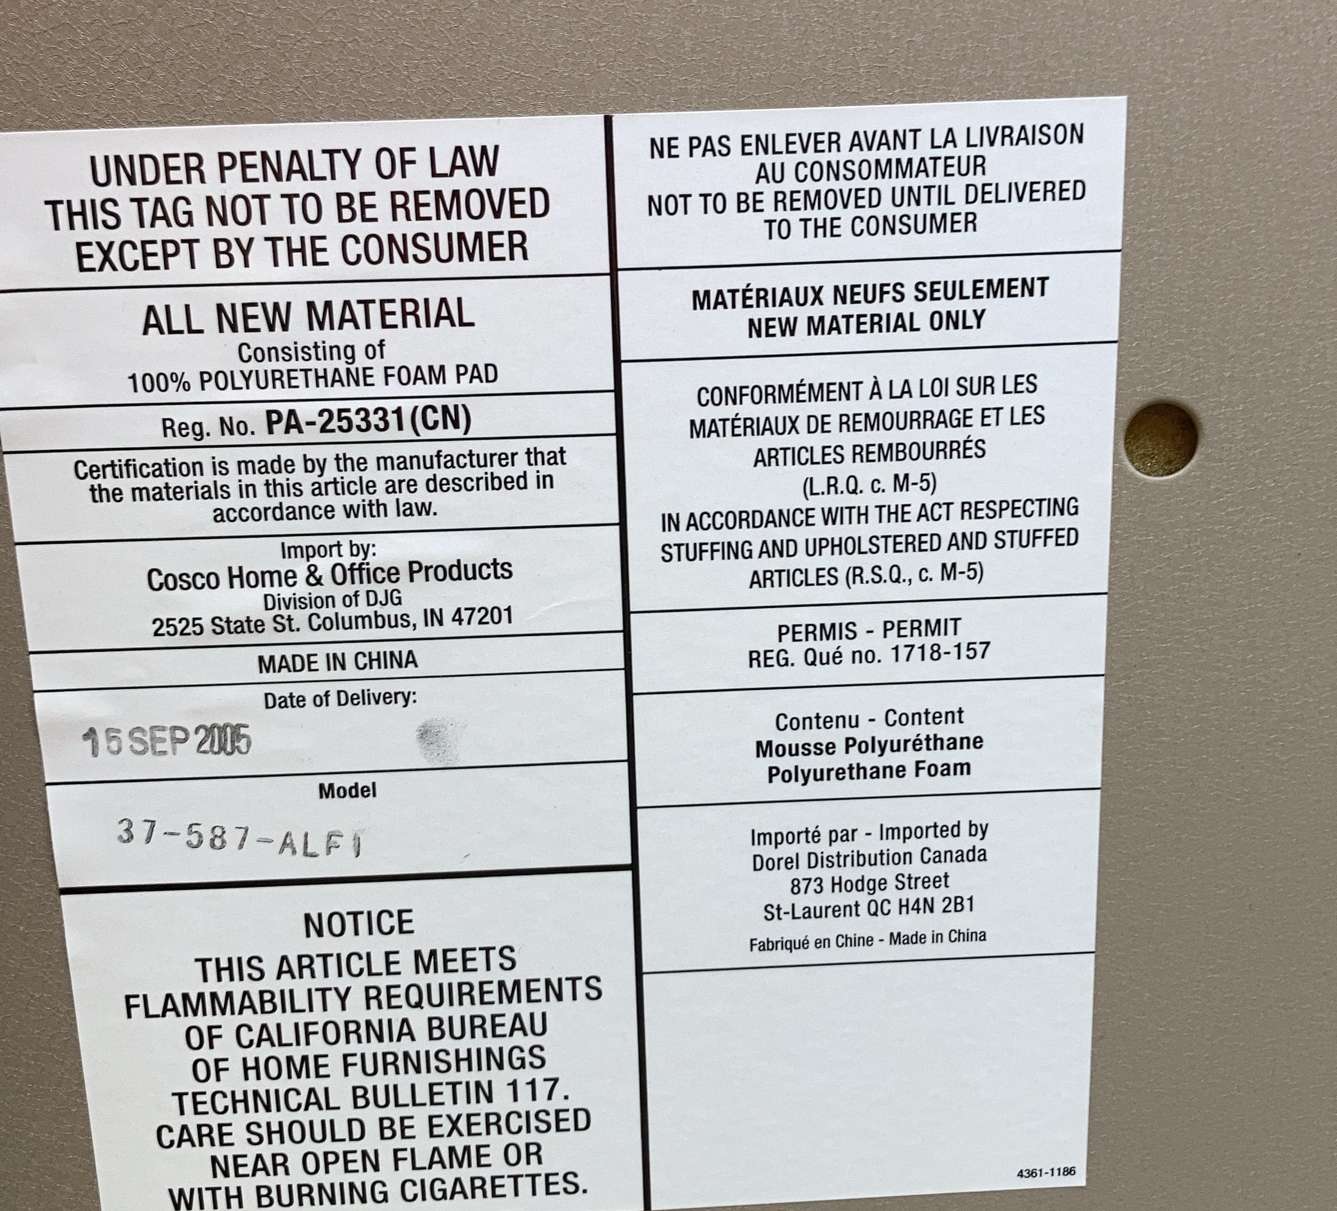 UNDER PENALTY OF LAW
THIS TAG NOT TO BE REMOVED
EXCEPT BY THE CONSUMER
ALL NEW MATERIAL
Consisting of
100% POLYURETHANE FOAM PAD
Reg. No. PA-25331(CN)
Certification is made by the manufacturer that
the materials in this article are described in
accordance with law.
Import by:
Cosco Home & Office Products
Division of DJG
2525 State St. Columbus, IN 47201
MADE IN CHINA
Date of Delivery:
15 SEP 2005
Model
37-587-ALF1
NOTICE
THIS ARTICLE MEETS
FLAMMABILITY REQUIREMENTS
OF CALIFORNIA BUREAU
OF HOME FURNISHINGS
TECHNICAL BULLETIN 117.
CARE SHOULD BE EXERCISED
NEAR OPEN FLAME OR
WITH BURNING CIGARETTES.
NE PAS ENLEVER AVANT LA LIVRAISON
AU CONSOMMATEUR
NOT TO BE REMOVED UNTIL DELIVERED
TO THE CONSUMER
MATÉRIAUX NEUFS SEULEMENT
NEW MATERIAL ONLY
CONFORMÉMENT À LA LOI SUR LES
MATÉRIAUX DE REMOURRAGE ET LES
ARTICLES REMBOURRÉS
(L.R.Q. c. M-5)
IN ACCORDANCE WITH THE ACT RESPECTING
STUFFING AND UPHOLSTERED AND STUFFED
ARTICLES (R.S.Q., c. M-5)
PERMIS - PERMIT
REG. Qué no. 1718-157
Contenu - Content
Mousse Polyuréthane
Polyurethane Foam
Importé par - Imported by
Dorel Distribution Canada
873 Hodge Street
St-Laurent QC H4N 2B1
Fabriqué en Chine - Made in China
4361-1186